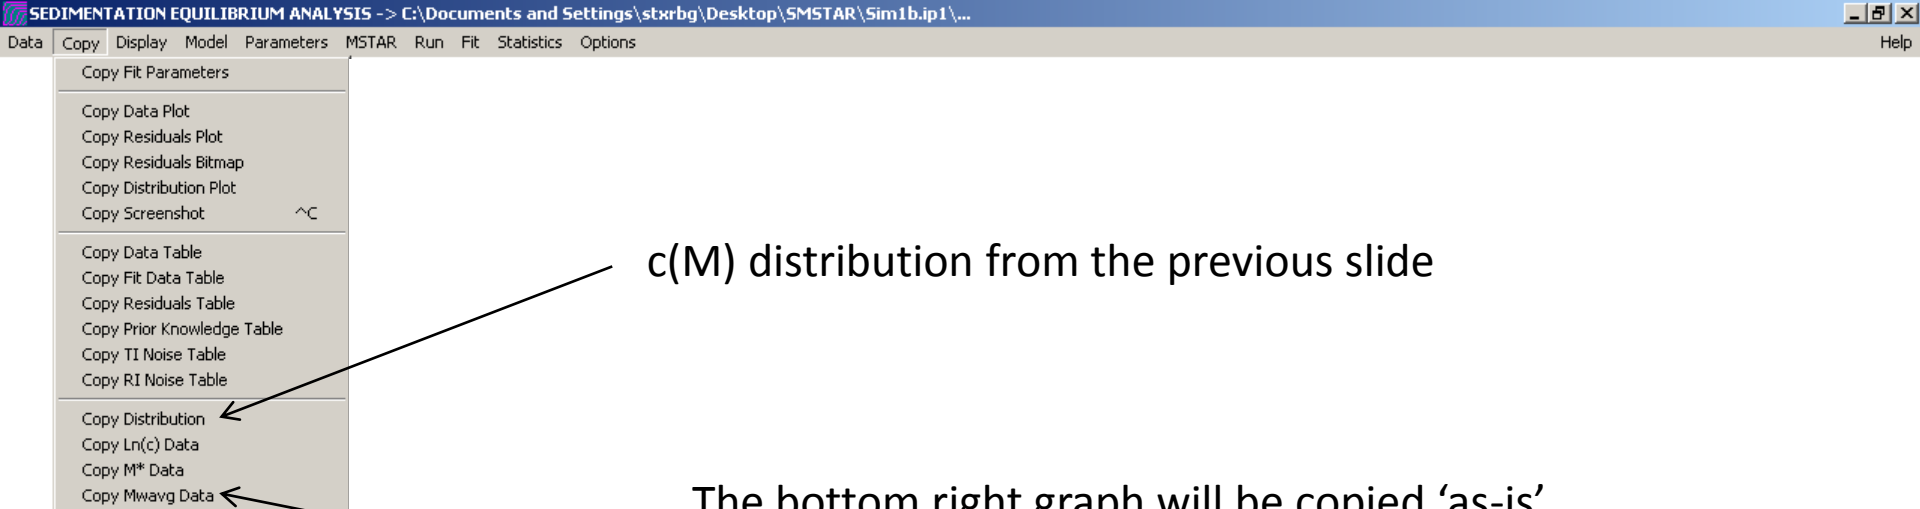 SEDIMENTATION EQUILIBRIUM ANALYSIS -> C:\Documents and Settings\stxrbg\Desktop\SMSTAR\Sim1b.ip1\...
Data Copy Display Model Parameters MSTAR Run Fit Statistics Options Help
Copy Fit Parameters
Copy Data Plot
Copy Residuals Plot
Copy Residuals Bitmap
Copy Distribution Plot
Copy Screenshot ^C
Copy Data Table
c(M) distribution from the previous slide
Copy Fit Data Table
Copy Residuals Table
Copy Prior Knowledge Table
Copy TI Noise Table
Copy RI Noise Table
Copy Distribution
Copy Ln(c) Data
Copy M* Data
Copy Mwavg Data
The bottom right graph will be copied ‘as-is’